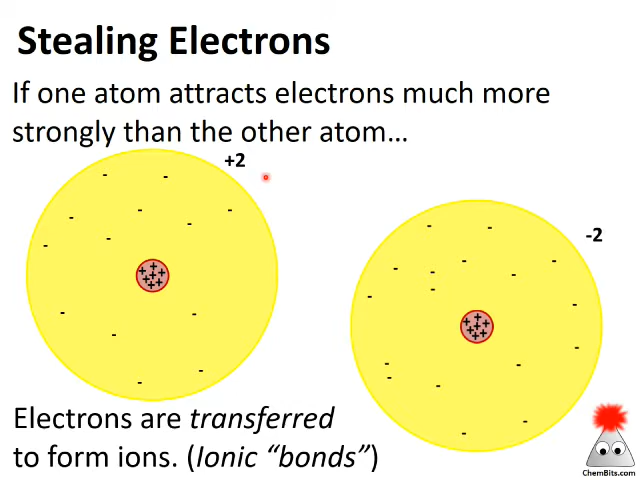 Stealing Electrons
If one atom attracts electrons much more
strongly than the other atom…
+2
-2
Electrons are transferred
to form ions. (Ionic “bonds”)
ChemBits.com